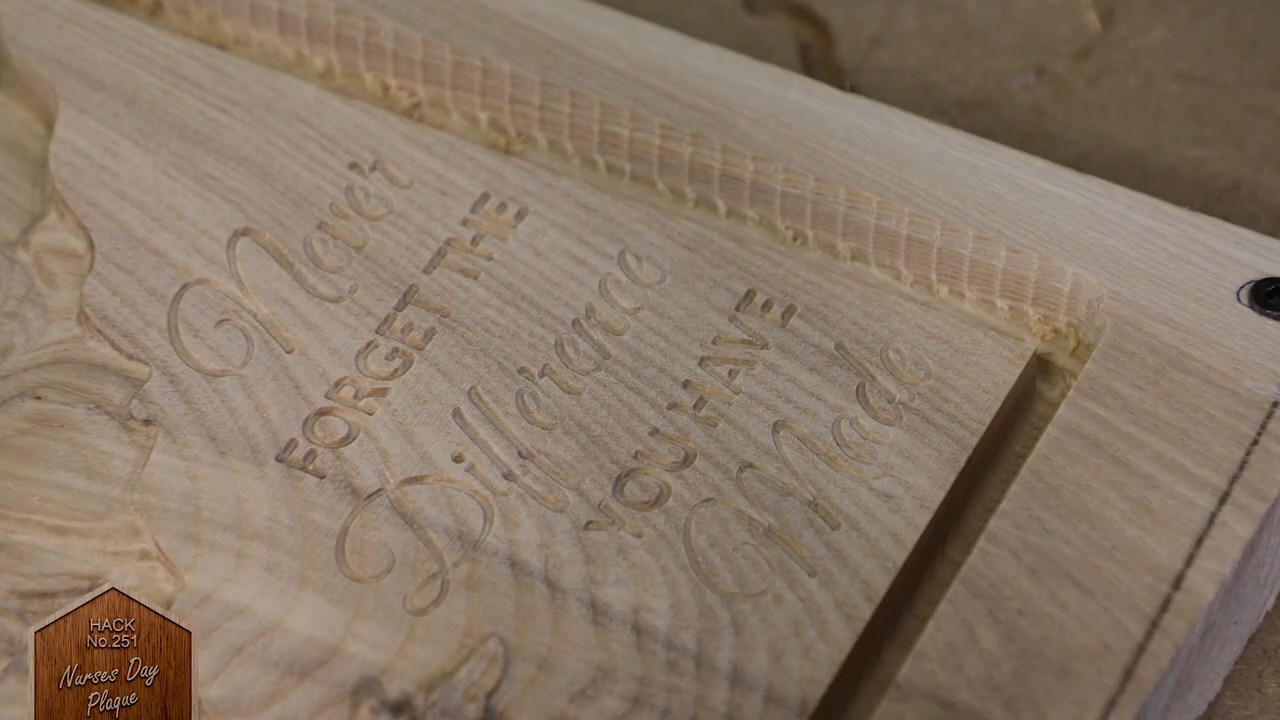 Never
FORGET THE
Difference
YOU HAVE
Made
HACK
No.251
Nurses Day
Plaque